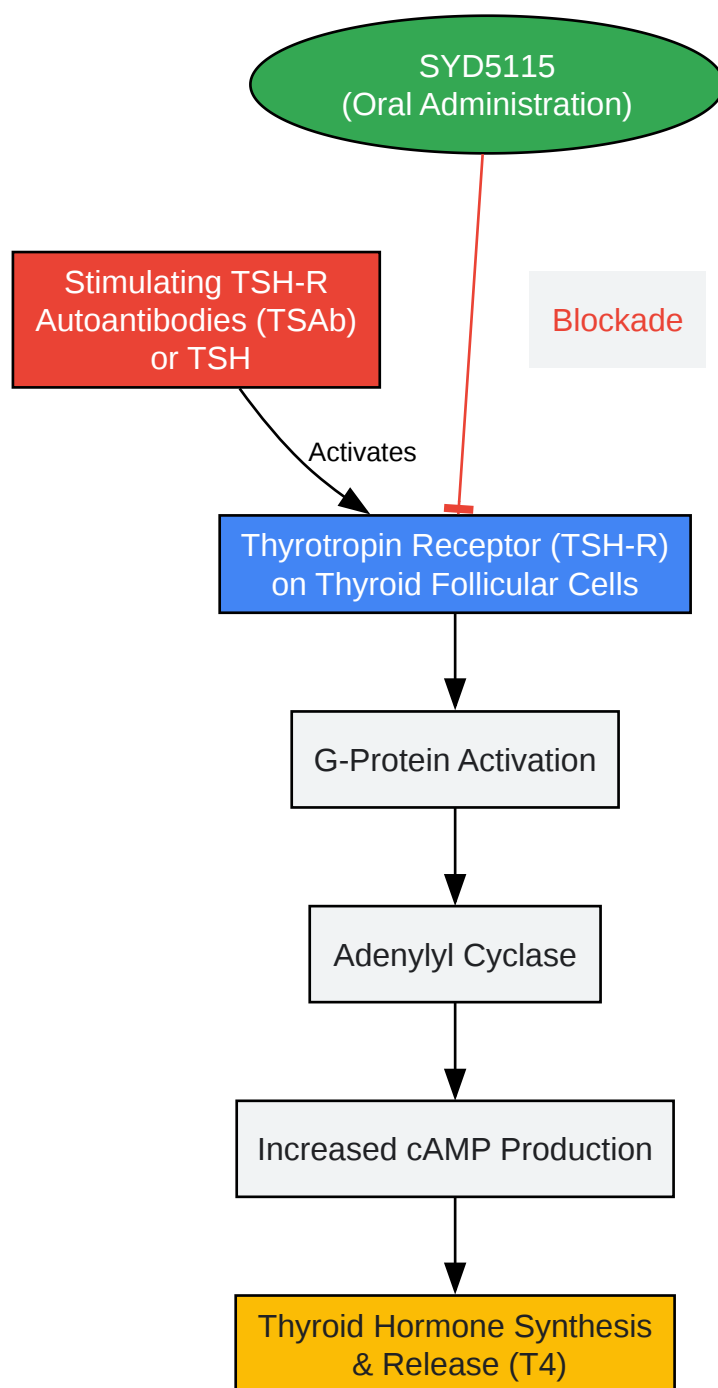 SYD5115
(Oral Administration)
Stimulating TSH-R
Autoantibodies (TSAb)
or TSH
Blockade
Activates
Thyrotropin Receptor (TSH-R)
on Thyroid Follicular Cells
G-Protein Activation
Adenylyl Cyclase
Increased cAMP Production
Thyroid Hormone Synthesis
& Release (T4)